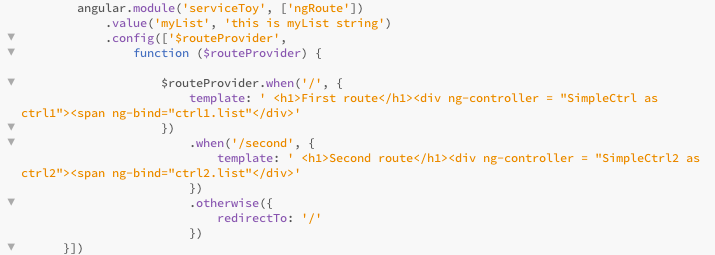 angular.module('serviceToy', ['ngRoute'])
.value('myList', 'this is myList string')
.config(['$routeProvider',
function ($routeProvider) {
$routeProvider.when('/', {
template: ' <h1>First route</h1><div ng-controller = "SimpleCtrl as
ctrl1"><span ng-bind="ctrl1.list"</div>'
})
.when('/second', {
template: ' <h1>Second route</h1><div ng-controller = "SimpleCtrl2 as
ctrl2"><span ng-bind="ctrl2.list"</div>'
})
.otherwise({
redirectTo: '/'
})
}])